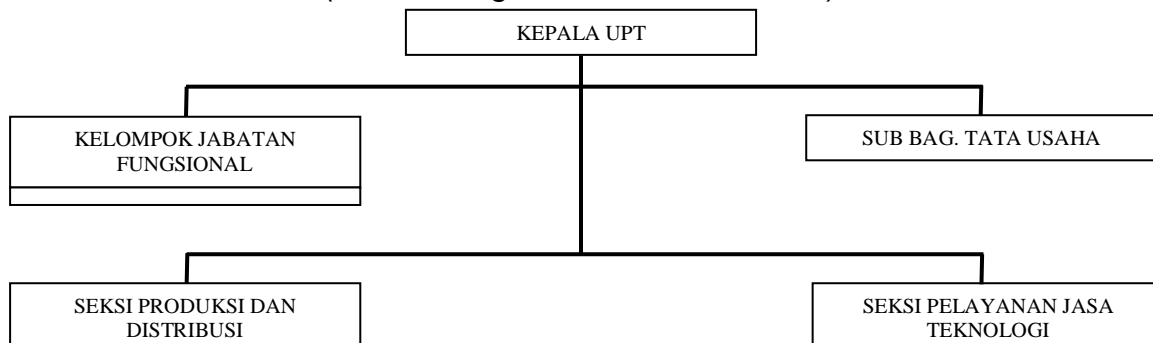 KEPALA UPT
KELOMPOK JABATAN
FUNGSIONAL
SUB BAG. TATA USAHA
SEKSI PRODUKSI DAN
DISTRIBUSI
SEKSI PELAYANAN JASA
TEKNOLOGI